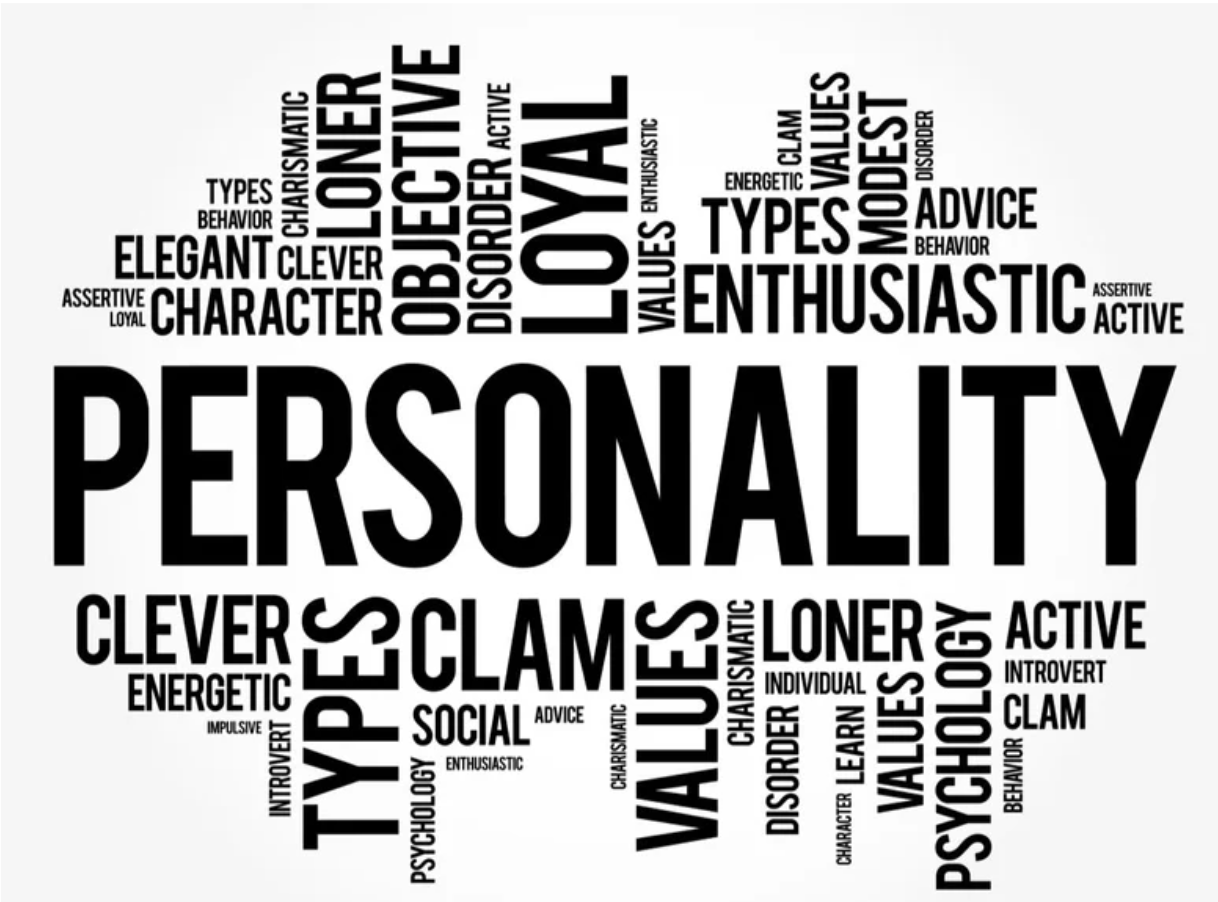 TYPES
BEHAVIOR
CHARISMATIC
LONER
OBJECTIVE
ACTIVE
DISORDER
LOYAL
ENTHUSIASTIC
VALUES
CLAM
VALUES
MODEST
DISORDER
ENERGETIC
TYPES
ADVICE
BEHAVIOR
ELEGANT
CLEVER
ASSERTIVE
LOYAL
CHARACTER
ENTHUSIASTIC
ASSERTIVE
ACTIVE
PERSONALITY
CLEVER
TYPES
CLAM
VALUES
CHARISMATIC
LONER
PSYCHOLOGY
ACTIVE
ENERGETIC
INDIVIDUAL
INTROVERT
IMPULSIVE
INTROVERT
SOCIAL
ADVICE
CHARISMATIC
DISORDER
LEARN
VALUES
CLAM
PSYCHOLOGY
ENTHUSIASTIC
CHARACTER
BEHAVIOR